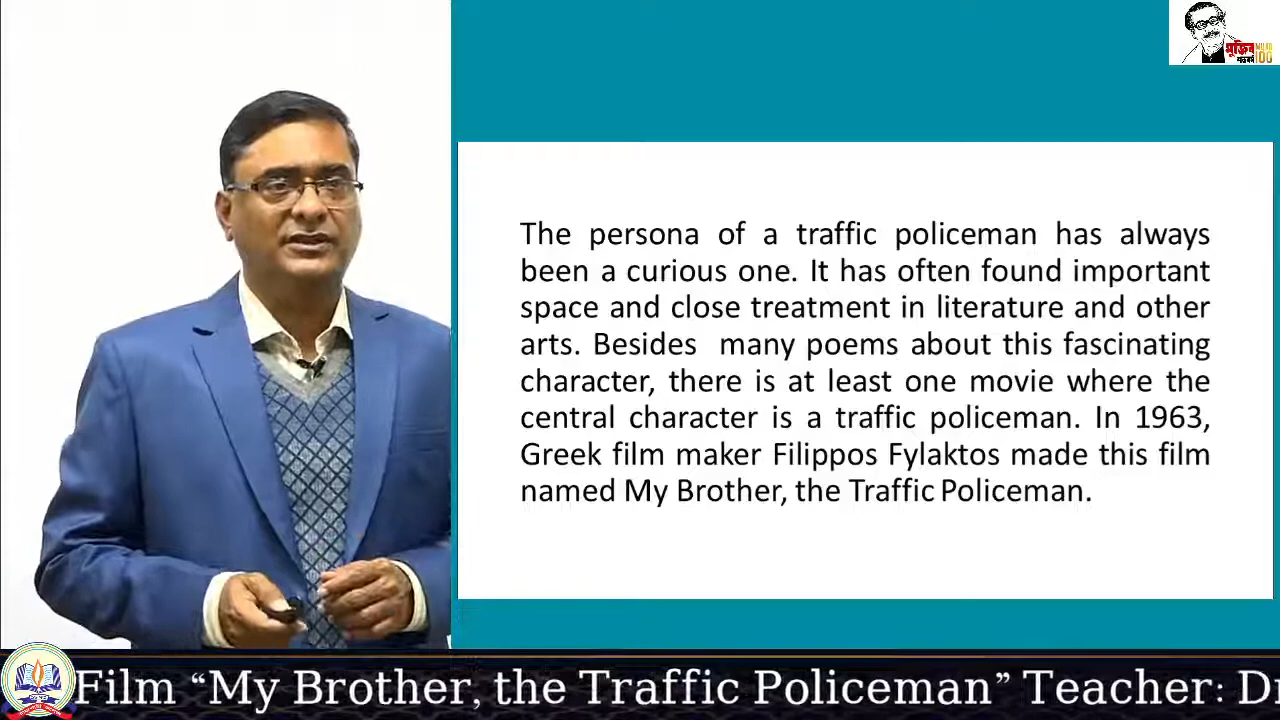 মুজিব
শতবর্ষ
100
The persona of a traffic policeman has always
been a curious one. It has often found important
space and close treatment in literature and other
arts. Besides many poems about this fascinating
character, there is at least one movie where the
central character is a traffic policeman. In 1963,
Greek film maker Filippos Fylaktos made this film
named My Brother, the Traffic Policeman.
Film “My Brother, the Traffic Policeman” Teacher: